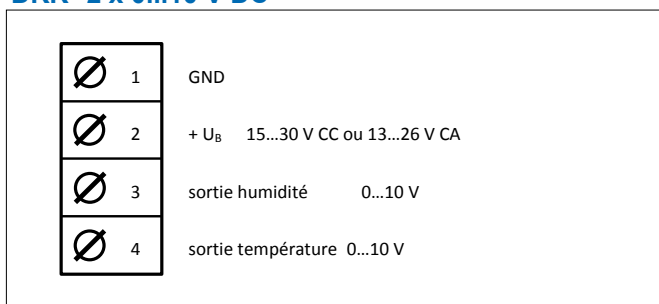 2 x 0…10 V DC
1 GND
2 + UB 15...30 V CC ou 13...26 V CA
3 sortie humidité 0...10 V
4 sortie température 0...10 V